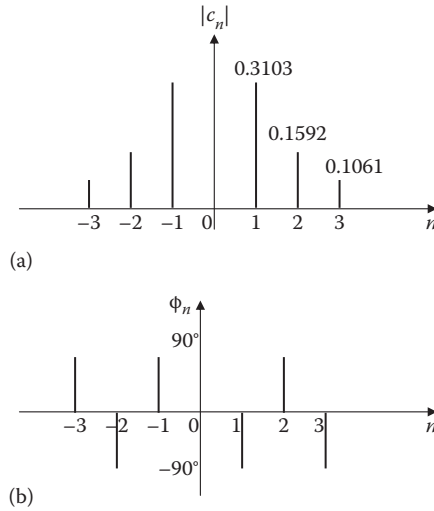 |c_n|
0.3103
0.1592
0.1061
−3 −2 −1 0 1 2 3 n
(a)
ϕ_n
90°
−3 −2 −1 0 1 2 3 n
−90°
(b)